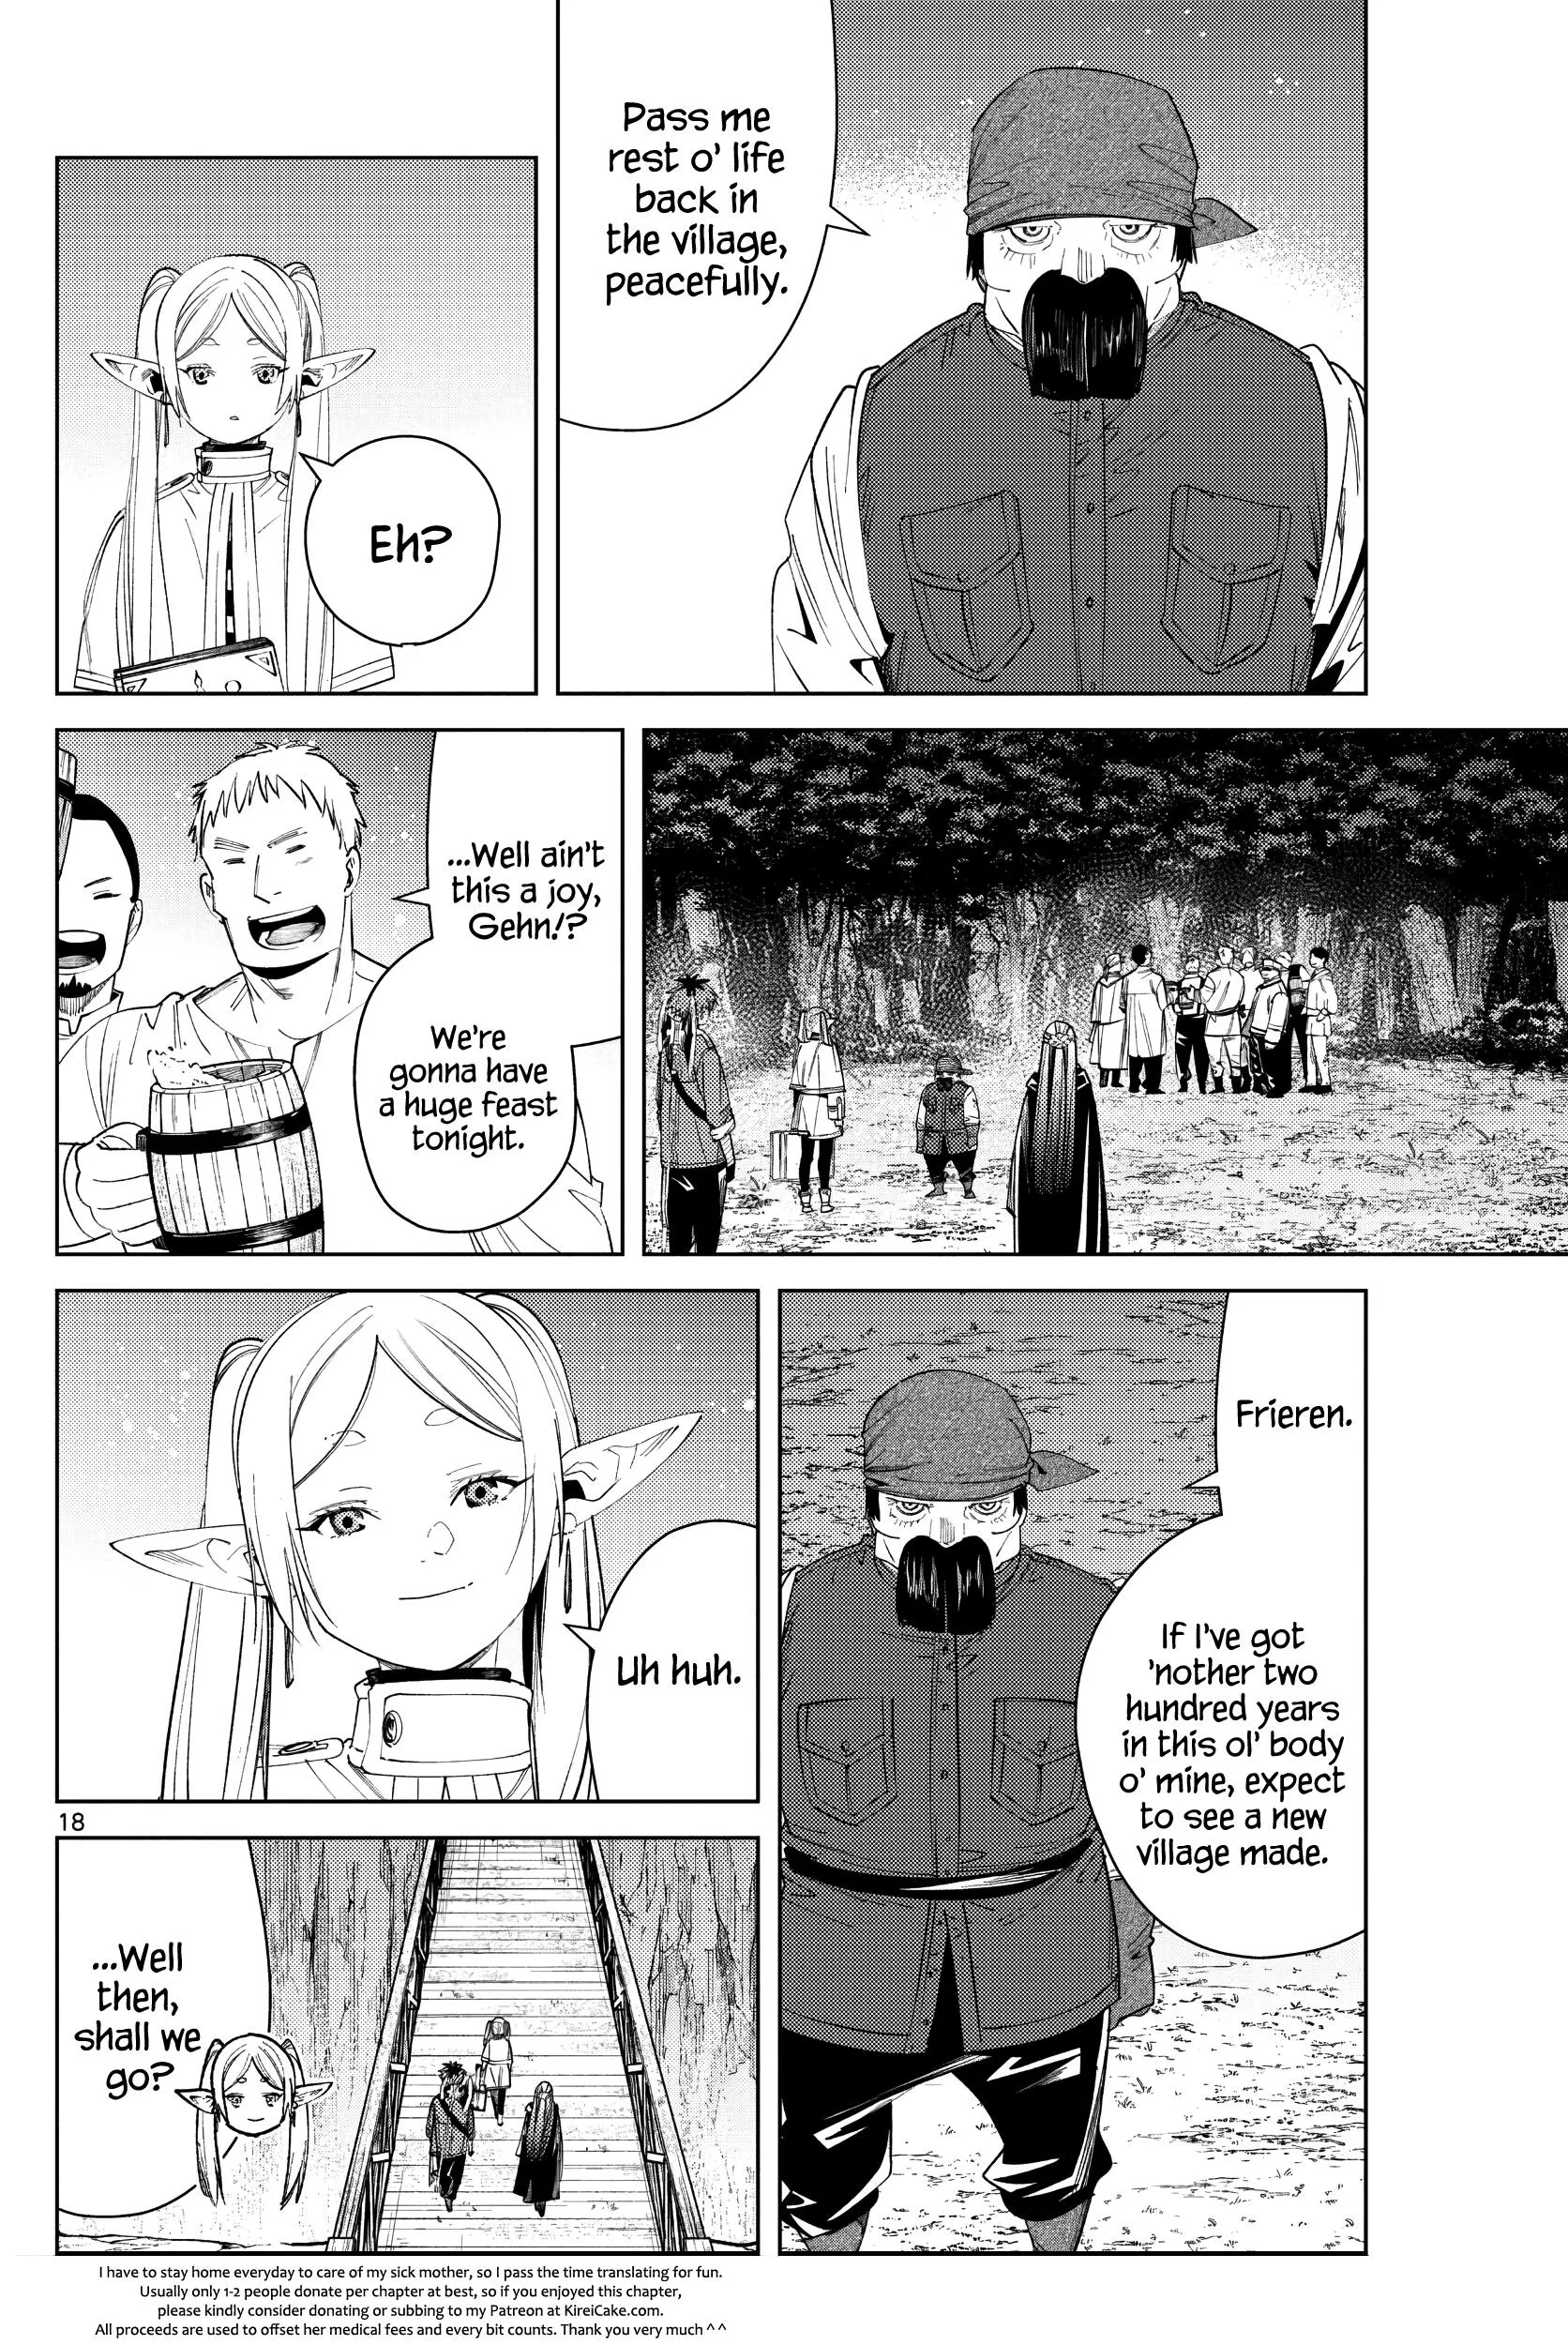 Pass me
rest o' life
back in
the village,
peacefully.
Eh?
...Well ain't
this a joy,
Gehn!?
We're
gonna have
a huge feast
tonight.
Frieren.
If I've got
'nother two
hundred years
in this ol' body
o' mine, expect
to see a new
village made.
Uh huh.
18
...Well
then,
shall we
go?
I have to stay home everyday to care of my sick mother, so I pass the time translating for fun.
Usually only 1-2 people donate per chapter at best, so if you enjoyed this chapter,
please kindly consider donating or subbing to my Patreon at KireiCake.com.
All proceeds are used to offset her medical fees and every bit counts. Thank you very much ^ ^